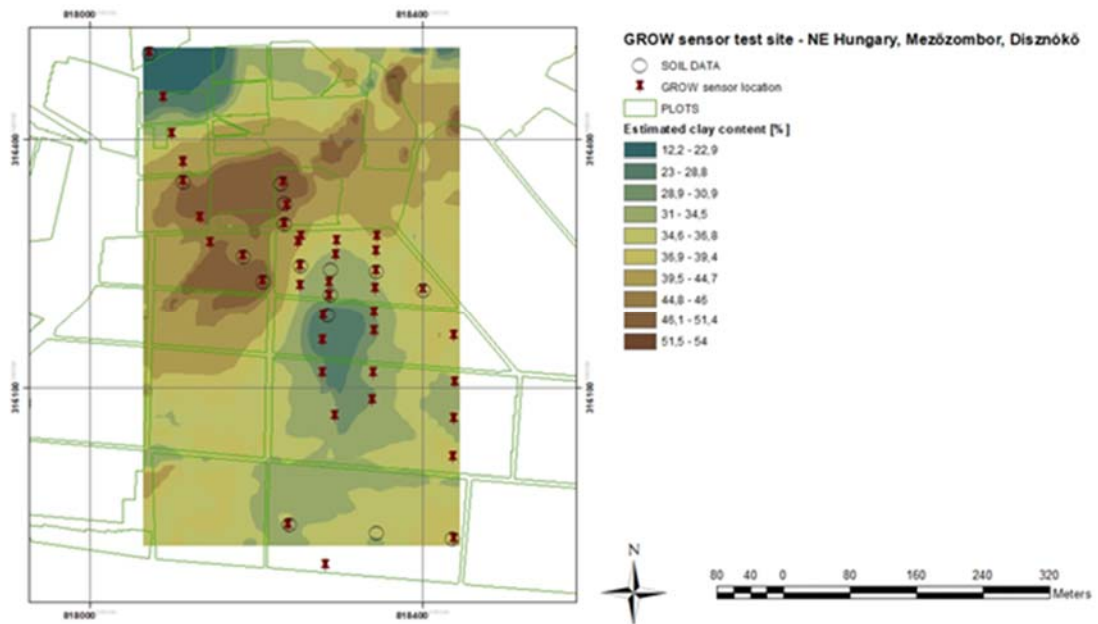 818000 818400
GROW sensor test site - NE Hungary, Mezőzombor, Disznókő
SOIL DATA
GROW sensor location
PLOTS
Estimated clay content [%]
12,2 - 22,9
23 - 28,8
28,9 - 30,9
31 - 34,5
34,6 - 36,8
36,9 - 39,4
39,5 - 44,7
44,8 - 46
46,1 - 51,4
51,5 - 54
316400 316400
316100 316100
N
80 40 0 80 160 240 320
Meters
818000 818400